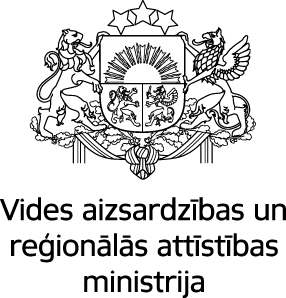 Vides aizsardzības un
reģionālās attīstības
ministrija